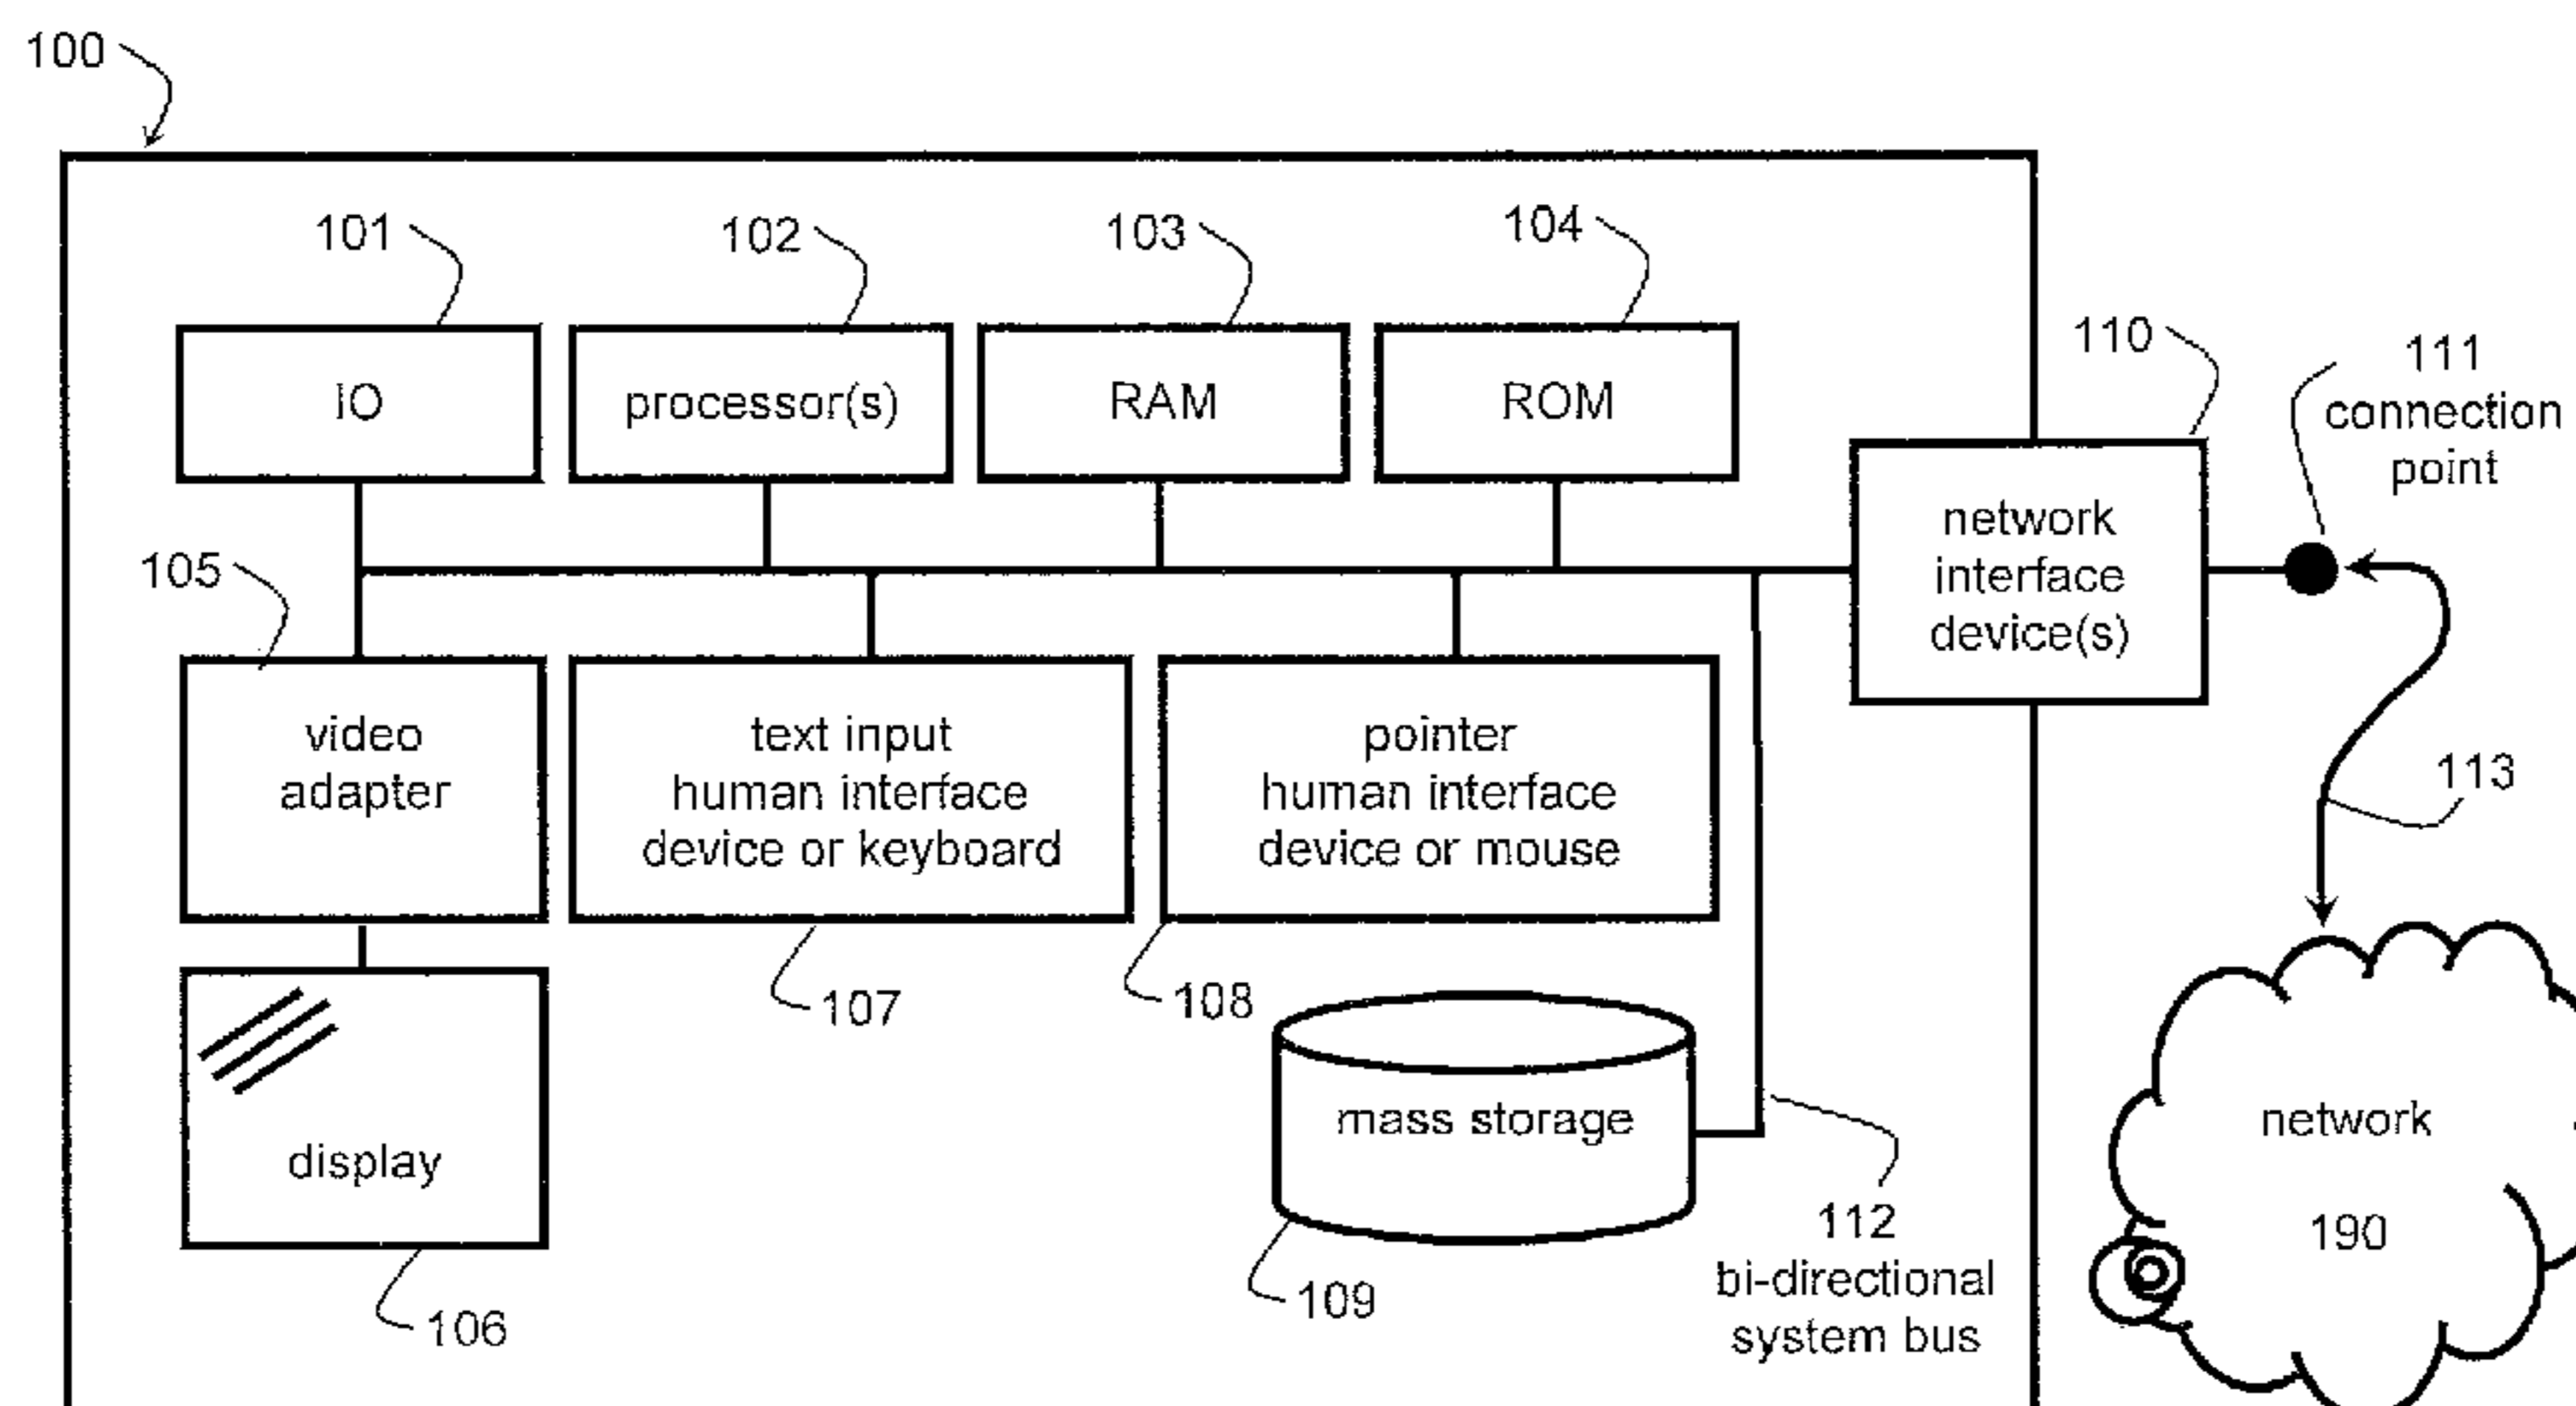 100
101
102
103
104
IO
processor(s)
RAM
ROM
110
111
connection
point
network
interface
device(s)
105
video
adapter
text input
human interface
device or keyboard
pointer
human interface
device or mouse
113
107
108
display
106
mass storage
109
112
bi-directional
system bus
network
190